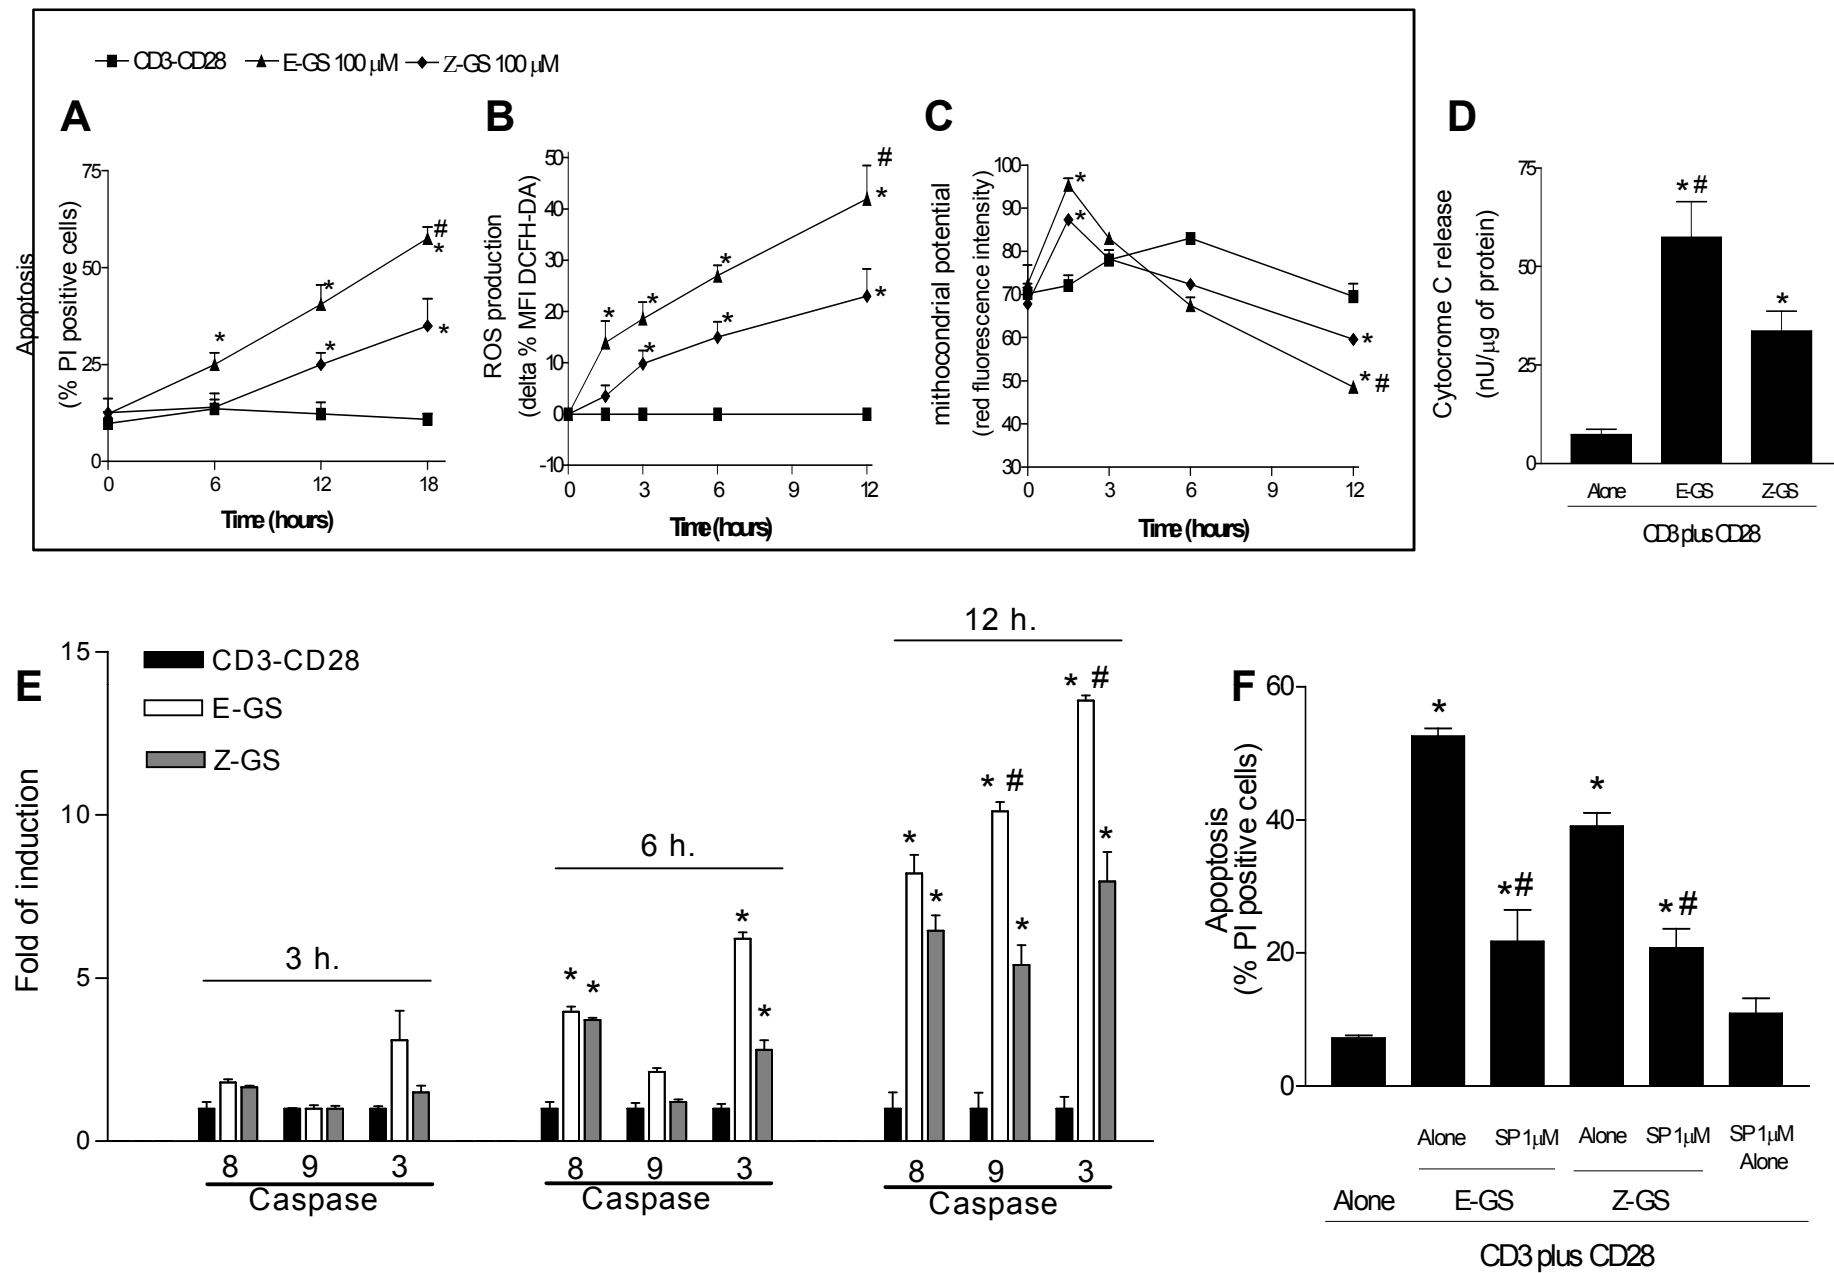 CD3-CD28 E-GS 100 μM Z-GS 100 μM
A
Apoptosis
(% PI positive cells)
75
50
25
0
0 6 12 18
Time (hours)
* * * # * *
B
ROS production
(delta % MFI DCFH-DA)
50
40
30
20
10
0
-10
0 3 6 9 12
Time (hours)
* * * * * # * *
C
mithocondrial potential
(red fluorescence intensity)
100
90
80
70
60
50
40
30
0 3 6 9 12
Time (hours)
* * * * #
D
Cytocrome C release
(nU/μg of protein)
75
50
25
0
* #
*
Alone E-GS Z-GS
CD3 plus CD28
E
Fold of induction
15
10
5
0
CD3-CD28
E-GS
Z-GS
3 h.
6 h.
* * * *
12 h.
* * * # * * # *
8 9 3
Caspase
8 9 3
Caspase
8 9 3
Caspase
F
Apoptosis
(% PI positive cells)
60
40
20
0
* *# * *#
Alone SP 1μM Alone SP 1μM SP 1μM
Alone
Alone E-GS Z-GS
CD3 plus CD28